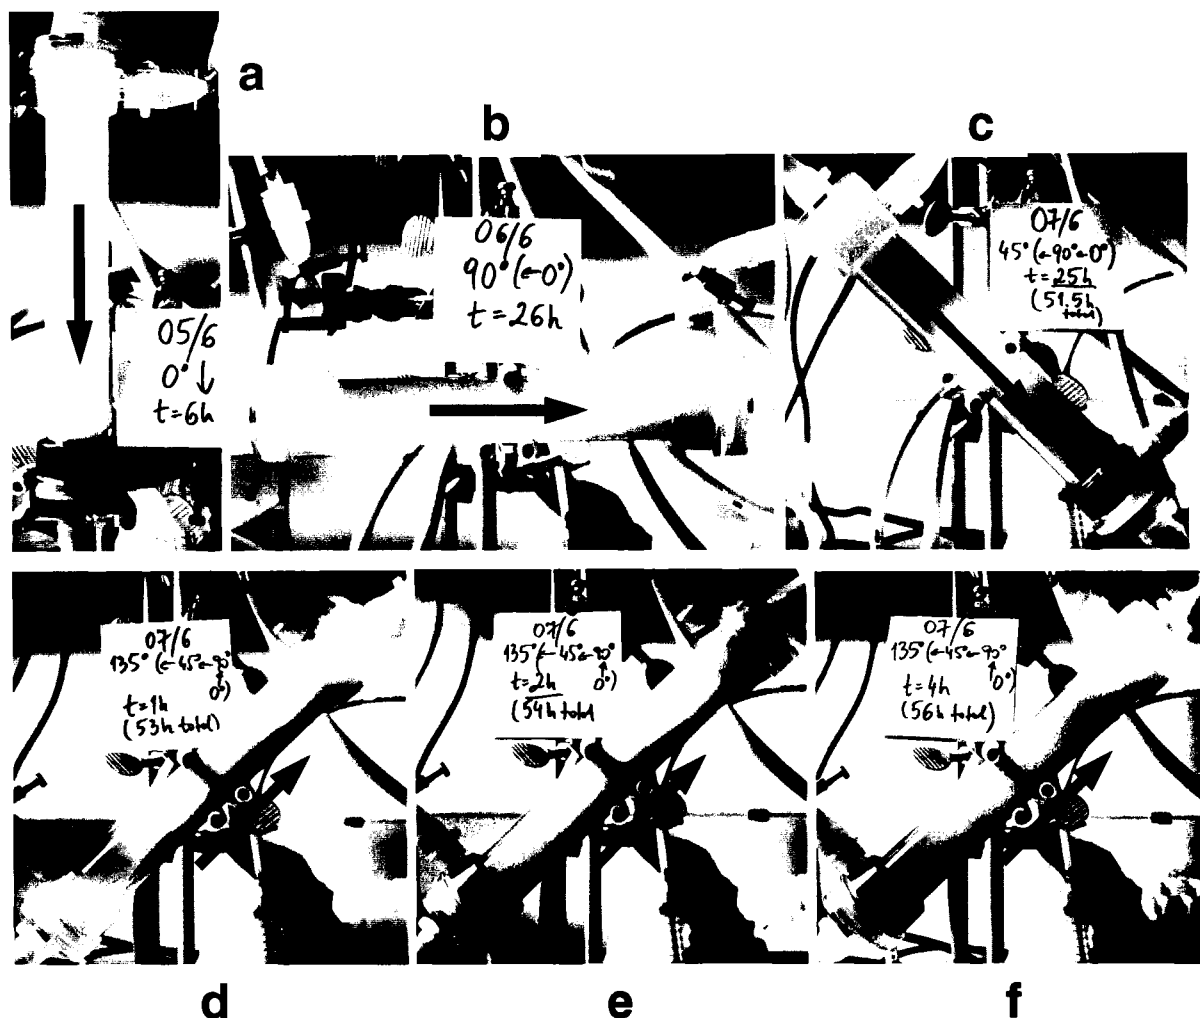 a
05/6
0° ↓
t=6h
b
06/6
90° (←0°)
t=26h
c
07/6
45° (←90°←0°)
t=25h
(51.5h
total)
07/6
135° (←45°←90°
↑
0°)
t=1h
(53h total)
d
07/6
135° (←45°←90°
↑
0°)
t=2h
(54h total
e
07/6
135° (←45°←90°
↑
0°)
t=4h
(56h total)
f